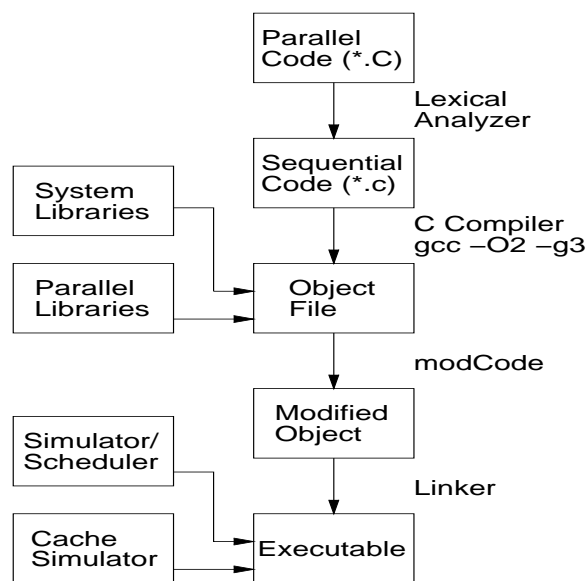 Parallel
Code (*.C)
Lexical
Analyzer
Sequential
Code (*.c)
System
Libraries
C Compiler
gcc −O2 −g3
Parallel
Libraries
Object
File
modCode
Modified
Object
Simulator/
Scheduler
Linker
Cache
Simulator
Executable